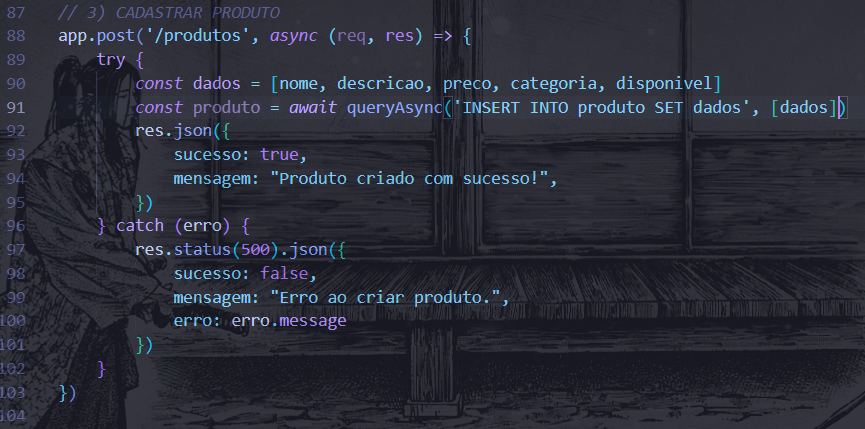 87 // 3) CADASTRAR PRODUTO
88 app.post('/produtos', async (req, res) => {
89 try {
90 const dados = [nome, descricao, preco, categoria, disponivel]
91 const produto = await queryAsync('INSERT INTO produto SET dados', [dados])
92 res.json({
93 sucesso: true,
94 mensagem: "Produto criado com sucesso!",
95 })
96 } catch (erro) {
97 res.status(500).json({
98 sucesso: false,
99 mensagem: "Erro ao criar produto.",
100 erro: erro.message
101 })
102 }
103 })
104